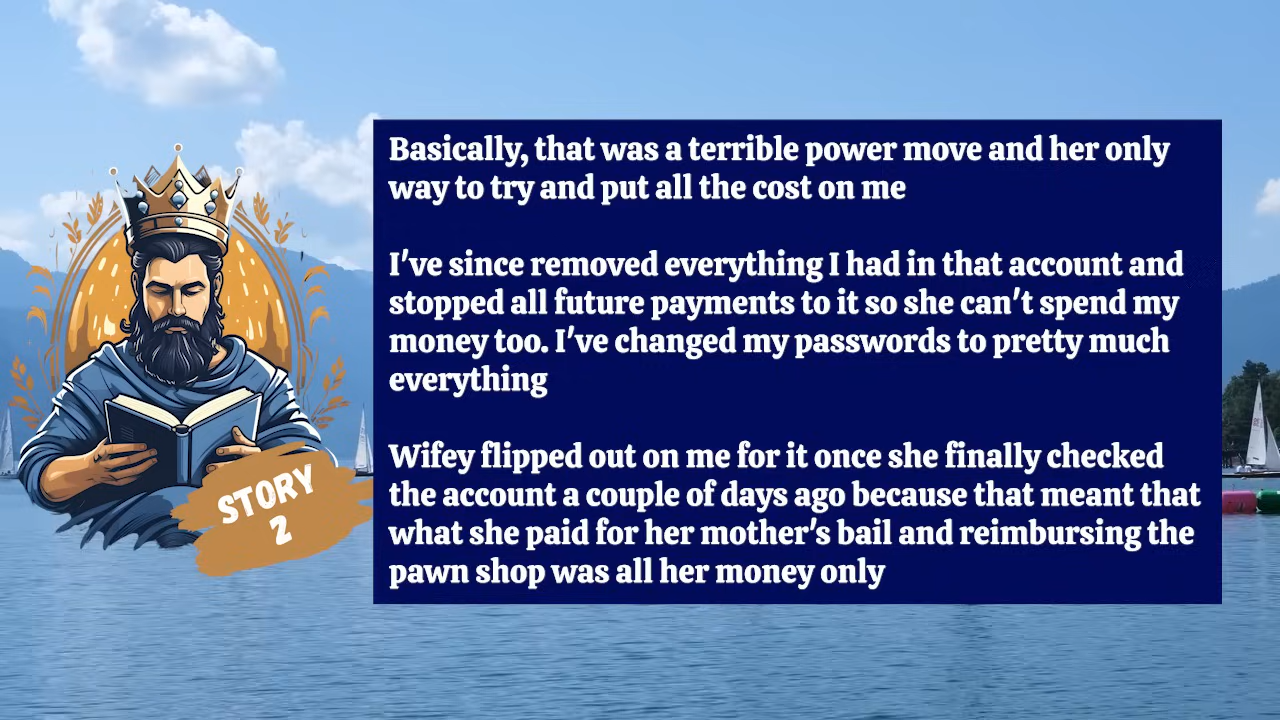 Basically, that was a terrible power move and her only
way to try and put all the cost on me
I've since removed everything I had in that account and
stopped all future payments to it so she can't spend my
money too. I've changed my passwords to pretty much
everything
Wifey flipped out on me for it once she finally checked
the account a couple of days ago because that meant that
what she paid for her mother's bail and reimbursing the
pawn shop was all her money only
STORY
2